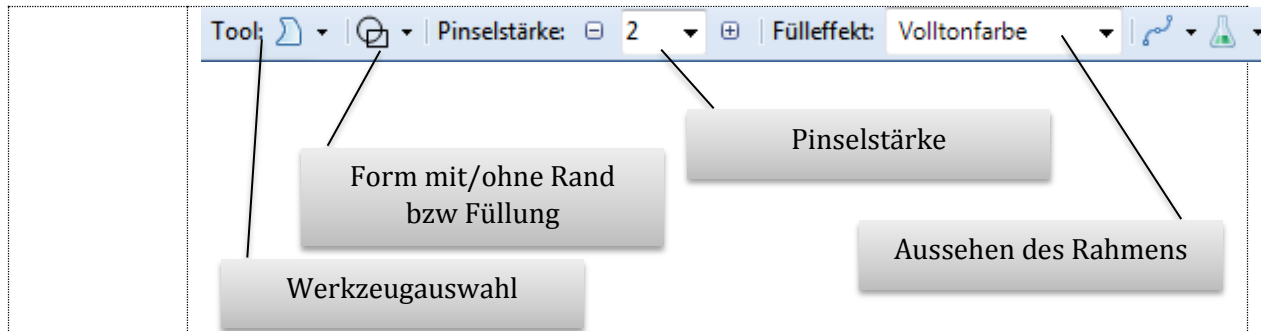 Tool: Pinselstärke: 2 Fülleffekt: Volltonfarbe
Pinselstärke
Form mit/ohne Rand
bzw Füllung
Aussehen des Rahmens
Werkzeugauswahl